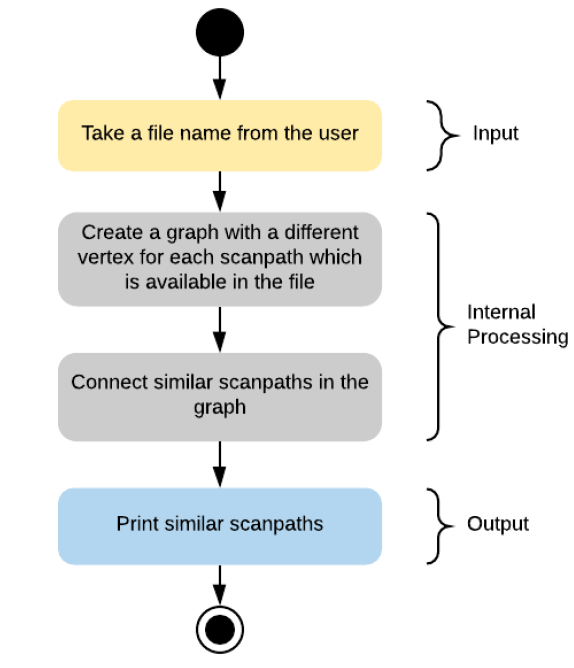 Take a file name from the user
Input
Create a graph with a different
vertex for each scanpath which
is available in the file
Internal
Processing
Connect similar scanpaths in the
graph
Print similar scanpaths
Output